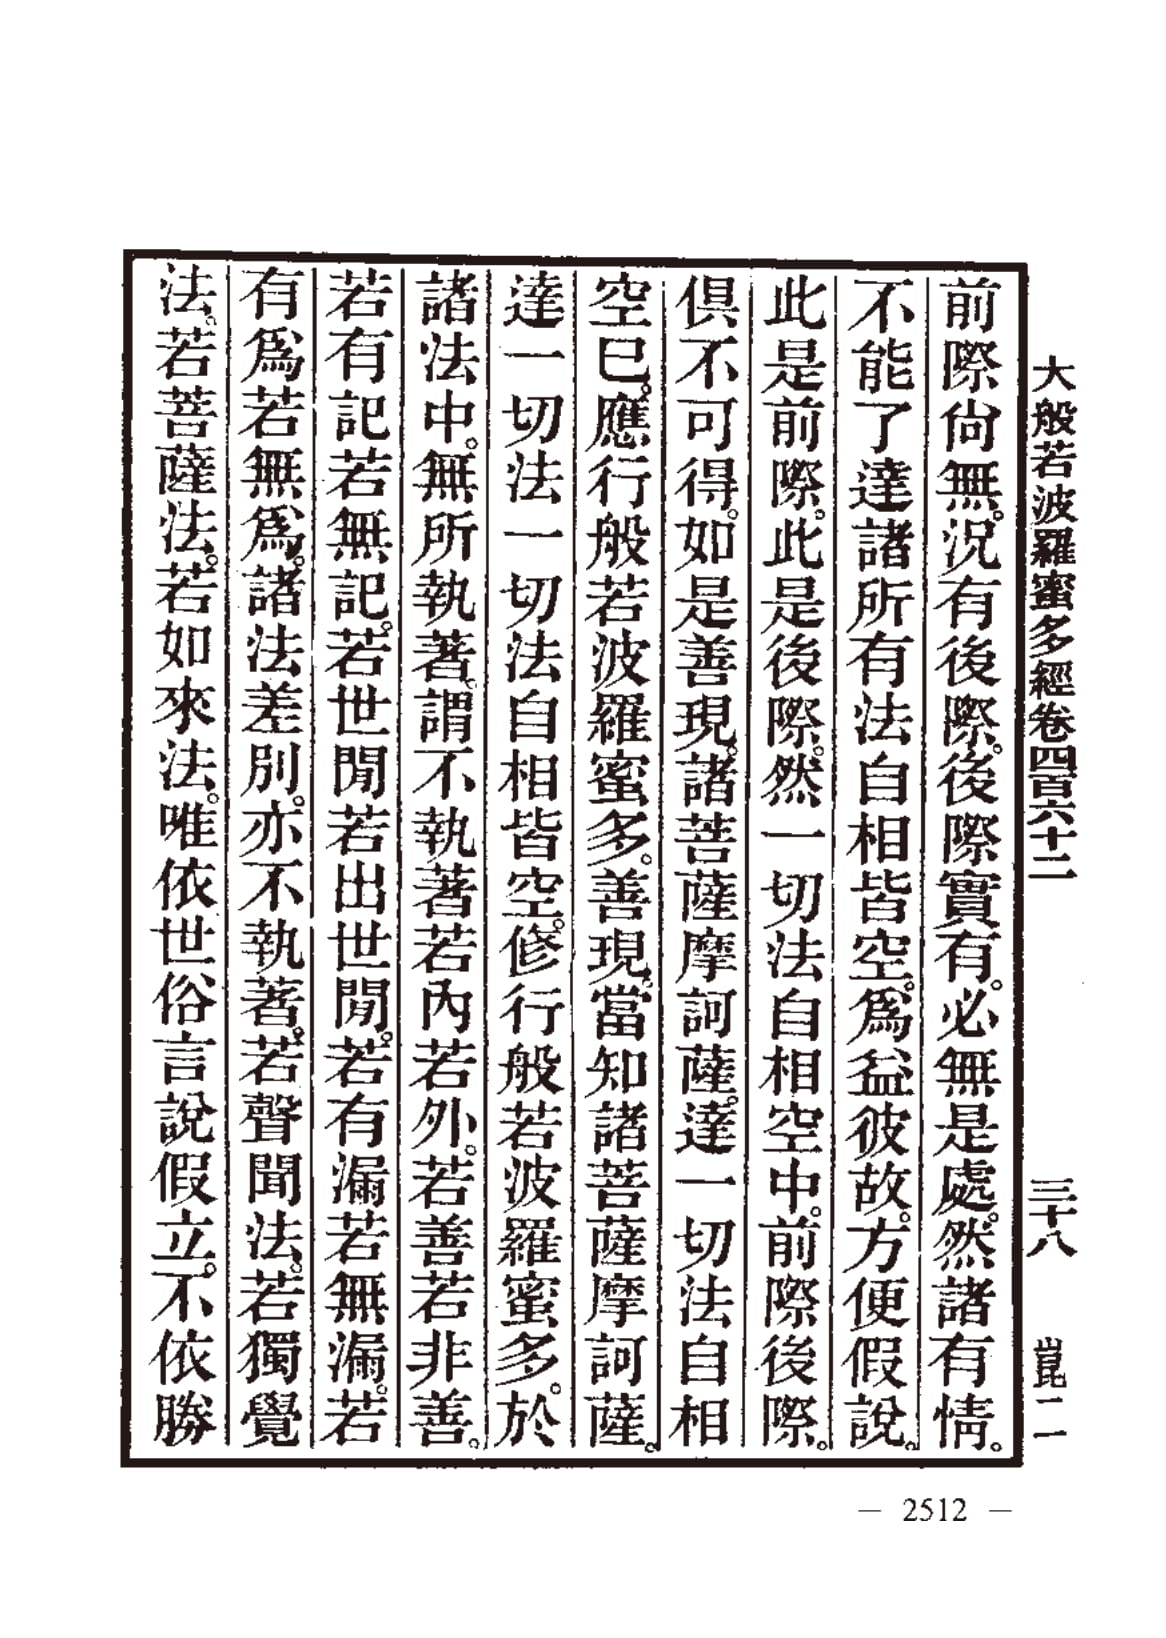 大般若波羅蜜多經卷四百六十二　三十八　崑二
前際尙無。況有後際。後際實有。必無是處。然諸有情。
不能了達諸所有法自相皆空。爲益彼故。方便假說。
此是前際。此是後際。然一切法自相空中。前際後際。
俱不可得。如是善現。諸菩薩摩訶薩。達一切法自相
空已。應行般若波羅蜜多。善現。當知諸菩薩摩訶薩。
達一切法一切法自相皆空。修行般若波羅蜜多。於
諸法中。無所執著。謂不執著若內若外。若善若非善。
若有記若無記。若世閒若出世閒。若有漏若無漏。若
有爲若無爲。諸法差別。亦不執著。若聲聞法。若獨覺
法。若菩薩法。若如來法。唯依世俗言說假立。不依勝
— 2512 —